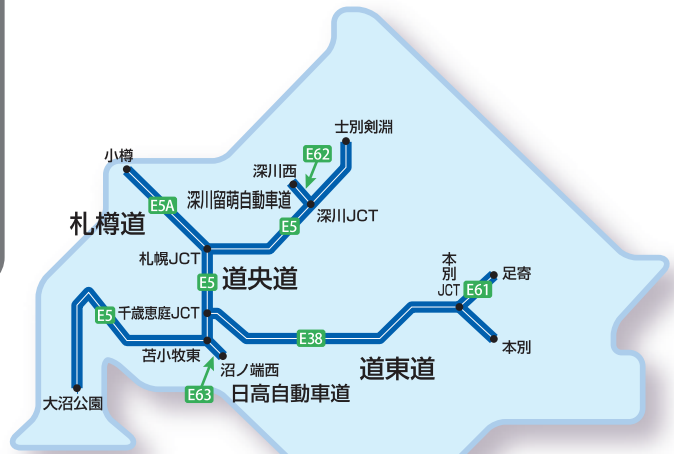 士別剣淵
小樽
E62
深川西
深川留萌自動車道
E5A
深川JCT
札樽道
E5
札幌JCT
本別
JCT
足寄
E61
E5
道央道
E5
千歳恵庭JCT
E38
本別
苫小牧東
沼ノ端西
道東道
E63
日高自動車道
大沼公園